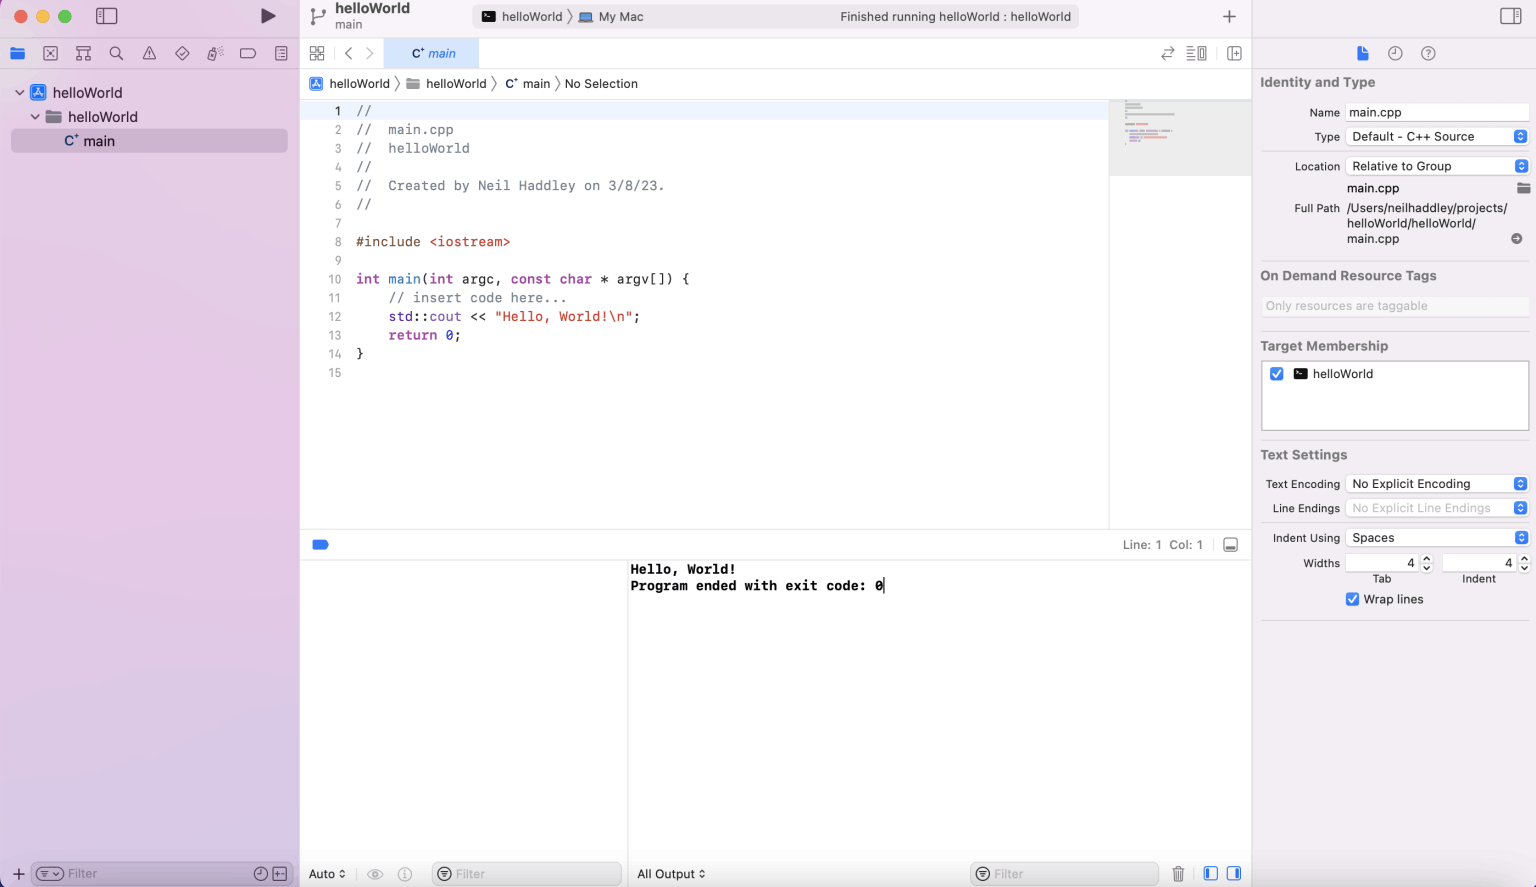 helloWorld
main
helloWorld
My Mac
Finished running helloWorld : helloWorld
C+ main
helloWorld
helloWorld
C+ main
helloWorld
helloWorld
C+ main
No Selection
1 //
2 //  main.cpp
3 //  helloWorld
4 //
5 //  Created by Neil Haddley on 3/8/23.
6 //
7
8 #include <iostream>
9
10 int main(int argc, const char * argv[]) {
11     // insert code here...
12     std::cout << "Hello, World!\n";
13     return 0;
14 }
15
Line: 1 Col: 1
Hello, World!
Program ended with exit code: 0
Filter
Auto
Filter
All Output
Filter
Identity and Type
Name main.cpp
Type Default - C++ Source
Location Relative to Group
main.cpp
Full Path /Users/neilhaddley/projects/
helloWorld/helloWorld/
main.cpp
On Demand Resource Tags
Only resources are taggable
Target Membership
helloWorld
Text Settings
Text Encoding No Explicit Encoding
Line Endings No Explicit Line Endings
Indent Using Spaces
Widths 4 4
Tab Indent
Wrap lines